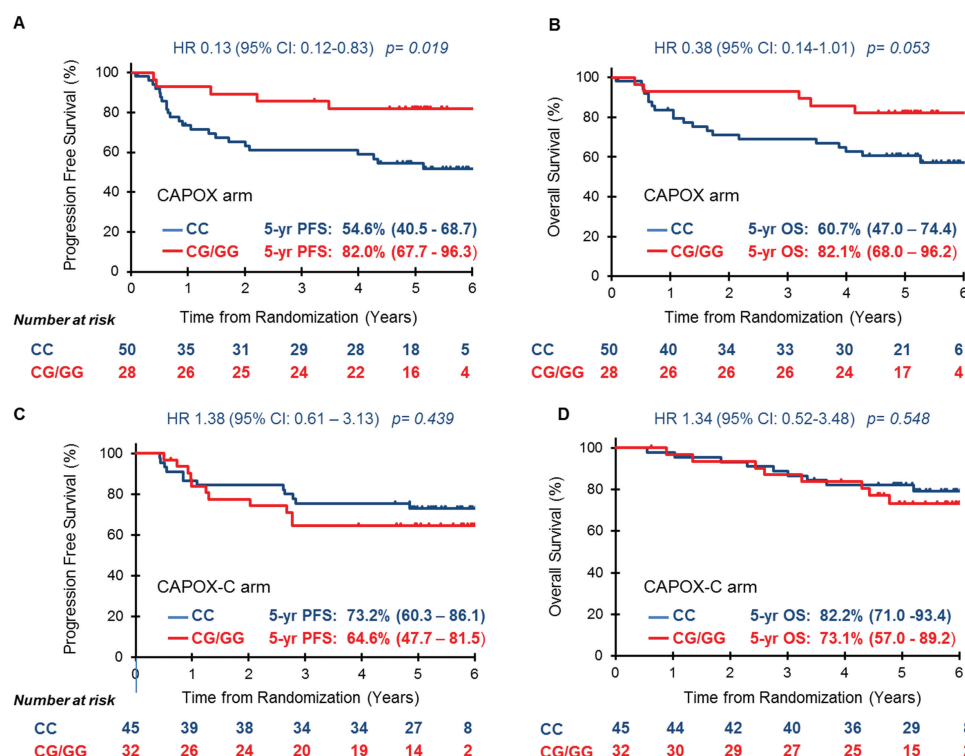 A
HR 0.13 (95% CI: 0.12-0.83) p= 0.019
Progression Free Survival (%)
100
80
60
40
20
0
CAPOX arm
CC 5-yr PFS: 54.6% (40.5 - 68.7)
CG/GG 5-yr PFS: 82.0% (67.7 - 96.3)
0 1 2 3 4 5 6
Time from Randomization (Years)
Number at risk
CC 50 35 31 29 28 18 5
CG/GG 28 26 25 24 22 16 4
B
HR 0.38 (95% CI: 0.14-1.01) p= 0.053
Overall Survival (%)
100
80
60
40
20
0
CAPOX arm
CC 5-yr OS: 60.7% (47.0 – 74.4)
CG/GG 5-yr OS: 82.1% (68.0 – 96.2)
0 1 2 3 4 5 6
Time from Randomization (Years)
CC 50 40 34 33 30 21 6
CG/GG 28 26 26 26 24 17 4
C
HR 1.38 (95% CI: 0.61 – 3.13) p= 0.439
Progression Free Survival (%)
100
80
60
40
20
0
CAPOX-C arm
CC 5-yr PFS: 73.2% (60.3 – 86.1)
CG/GG 5-yr PFS: 64.6% (47.7 – 81.5)
0 1 2 3 4 5 6
Time from Randomization (Years)
Number at risk
CC 45 39 38 34 34 27 8
CG/GG 32 26 24 20 19 14 2
D
HR 1.34 (95% CI: 0.52-3.48) p= 0.548
Overall Survival (%)
100
80
60
40
20
0
CAPOX-C arm
CC 5-yr OS: 82.2% (71.0 -93.4)
CG/GG 5-yr OS: 73.1% (57.0 - 89.2)
0 1 2 3 4 5 6
Time from Randomization (Years)
CC 45 44 42 40 36 29
CG/GG 32 30 29 27 25 15